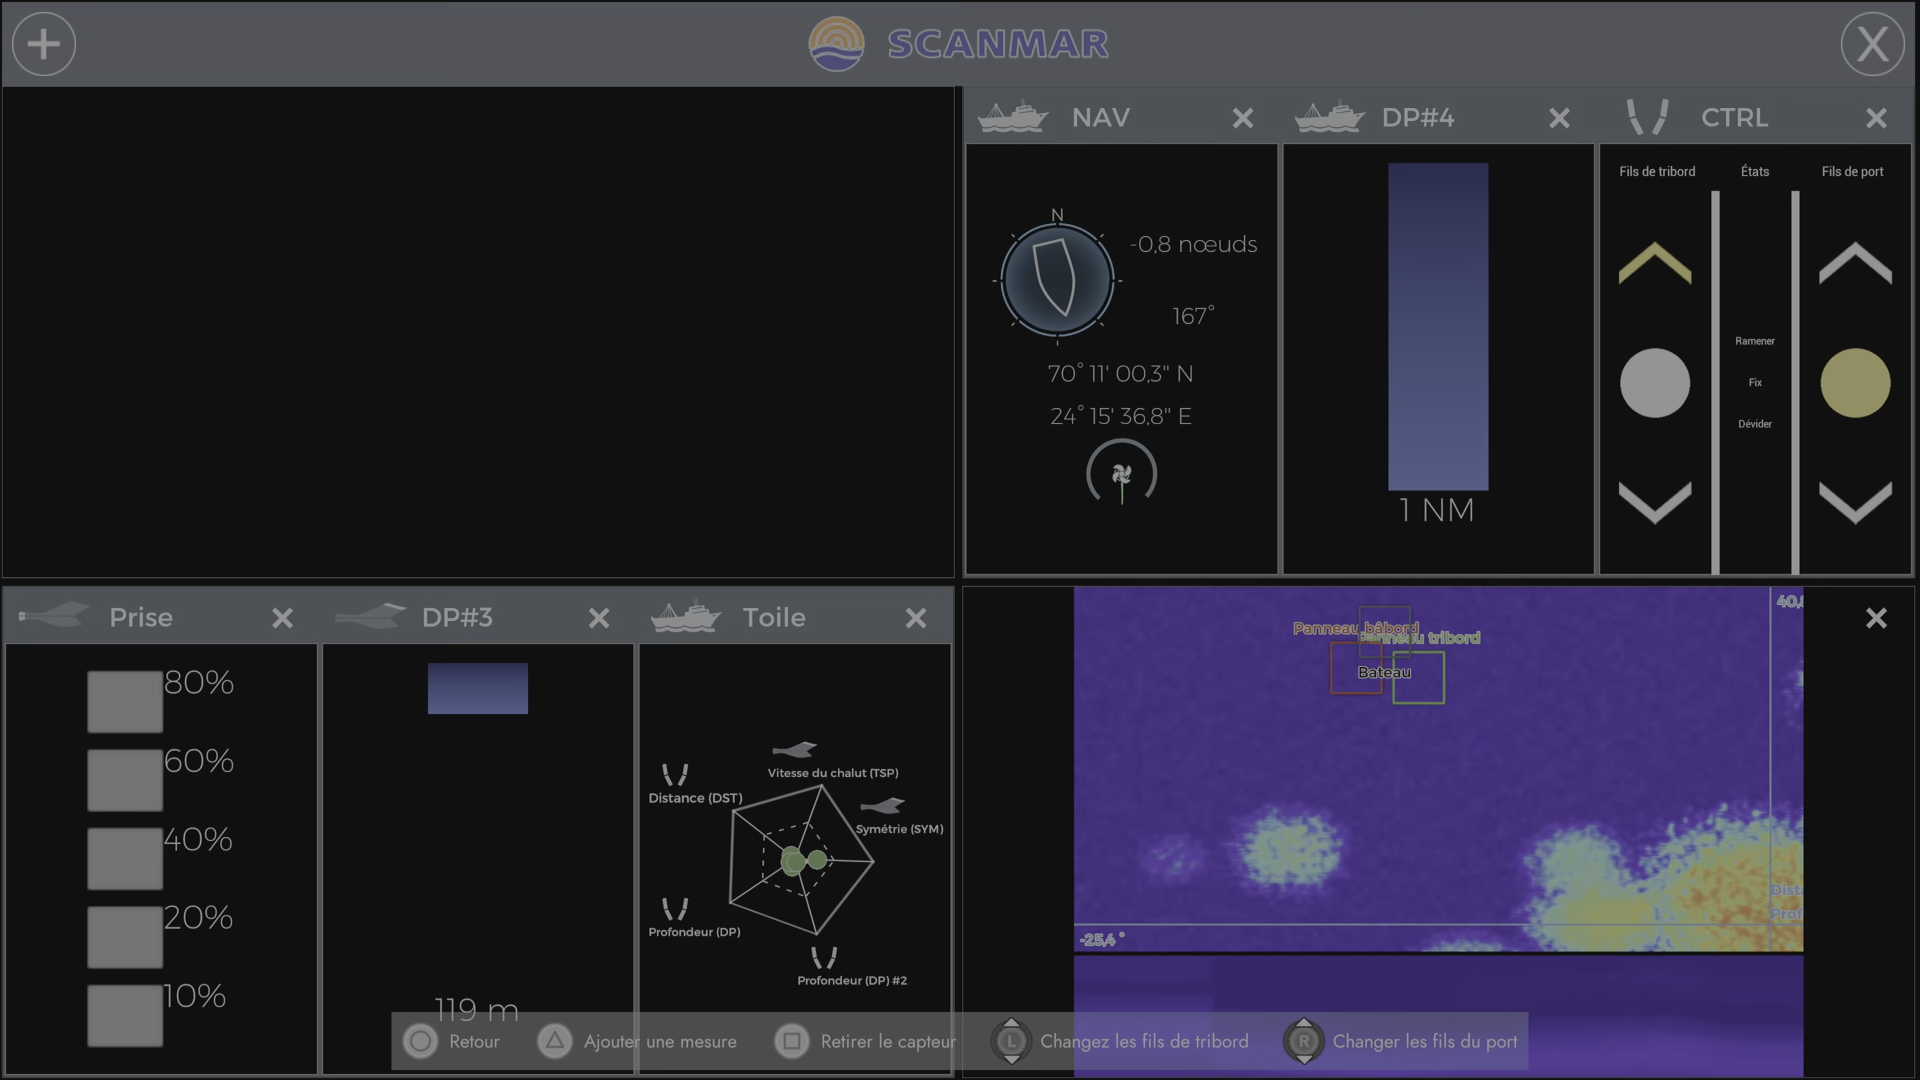 SCANMAR
NAV
DP#4
CTRL
N
-0,8 nœuds
167°
70° 11' 00,3" N
24° 15' 36,8" E
1 NM
Fils de tribord
États
Fils de port
Ramener
Fix
Dévider
Prise
DP#3
Toile
80%
60%
40%
20%
10%
119 m
Vitesse du chalut (TSP)
Distance (DST)
Symétrie (SYM)
Profondeur (DP)
Profondeur (DP) #2
40,
Panneau bâbord
Panneau tribord
Bateau
Dist
Prof
-25,4 °
Retour
Ajouter une mesure
Retirer le capteur
L
Changez les fils de tribord
R
Changer les fils du port